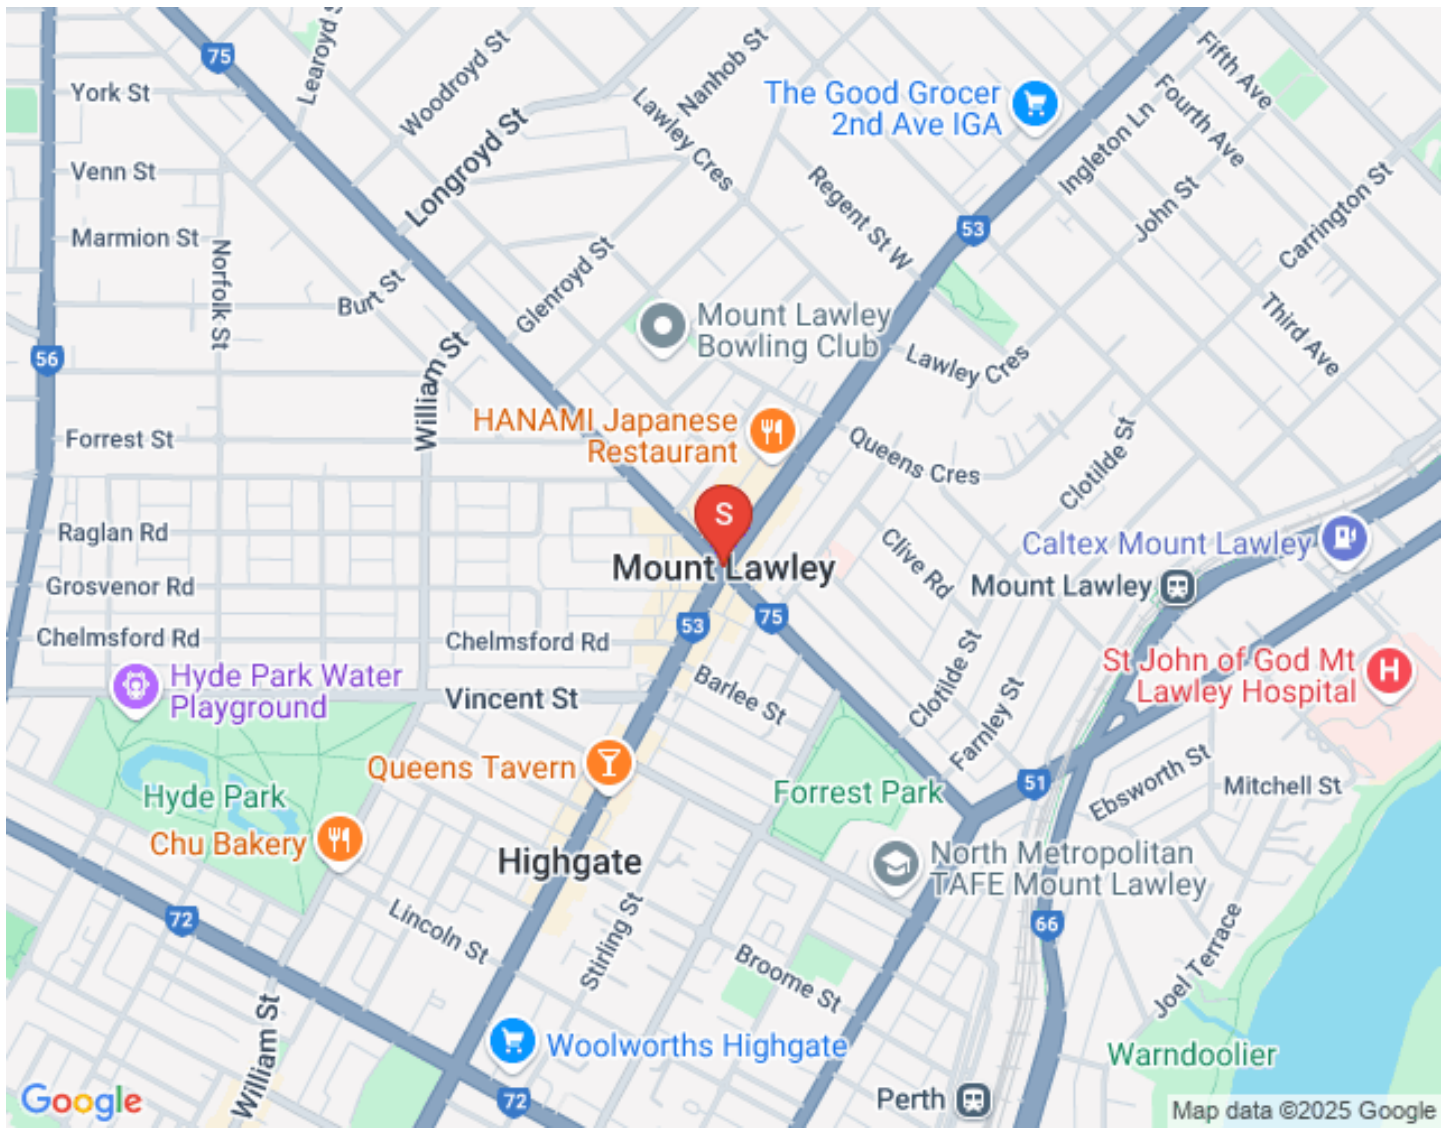 75
Learoyd S
Woodroyd St
Nanhob St
Fifth Ave
York St
The Good Grocer
2nd Ave IGA
Lawley Cres
Fourth Ave
Ingleton Ln
Longroyd St
Venn St
Regent St W
John St
Carrington St
Marmion St
53
Norfolk St
Glenroyd St
Burt St
Mount Lawley
Bowling Club
Third Ave
56
William St
Lawley Cres
HANAMI Japanese
Restaurant
Forrest St
Queens Cres
Clotilde St
S
Raglan Rd
Clive Rd
Caltex Mount Lawley
Mount Lawley
Mount Lawley
Grosvenor Rd
53
75
Chelmsford Rd
Chelmsford Rd
Hyde Park Water
Playground
St John of God Mt
Lawley Hospital
H
Vincent St
Barlee St
Clotilde St
Farnley St
Queens Tavern
Hyde Park
Forrest Park
51
Ebsworth St
Mitchell St
Chu Bakery
Highgate
North Metropolitan
TAFE Mount Lawley
72
Lincoln St
Stirling St
66
Broome St
Joel Terrace
William St
Woolworths Highgate
Warndoolier
72
Perth
Google
Map data ©2025 Google